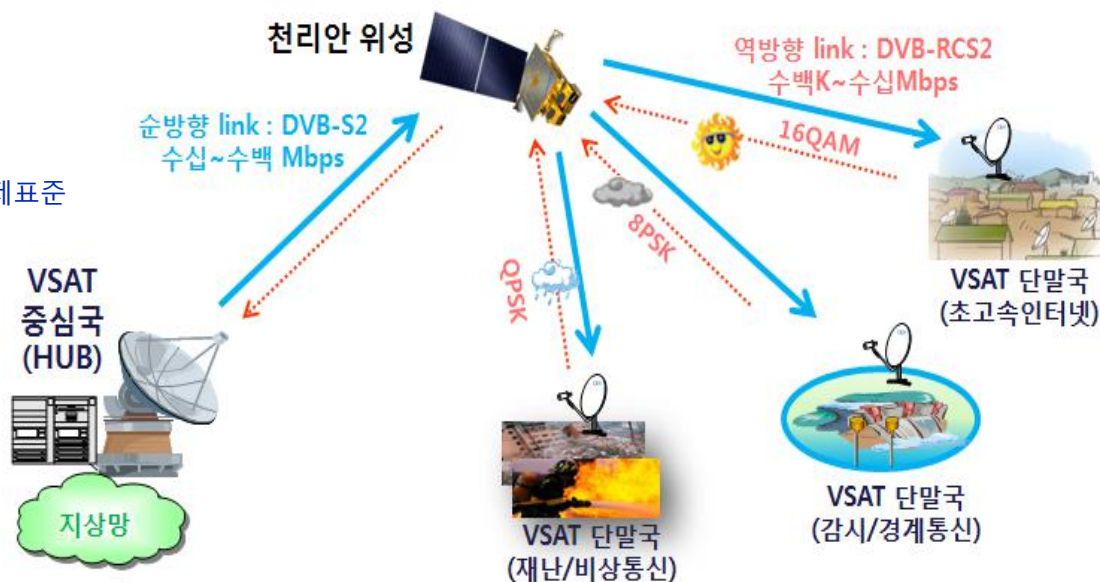 천리안 위성
역방향 link : DVB-RCS2
수백K~수십Mbps
순방향 link : DVB-S2
수십~수백 Mbps
16QAM
8PSK
QPSK
제표준
VSAT
중심국
(HUB)
지상망
VSAT 단말국
(초고속인터넷)
VSAT 단말국
(감시/경계통신)
VSAT 단말국
(재난/비상통신)